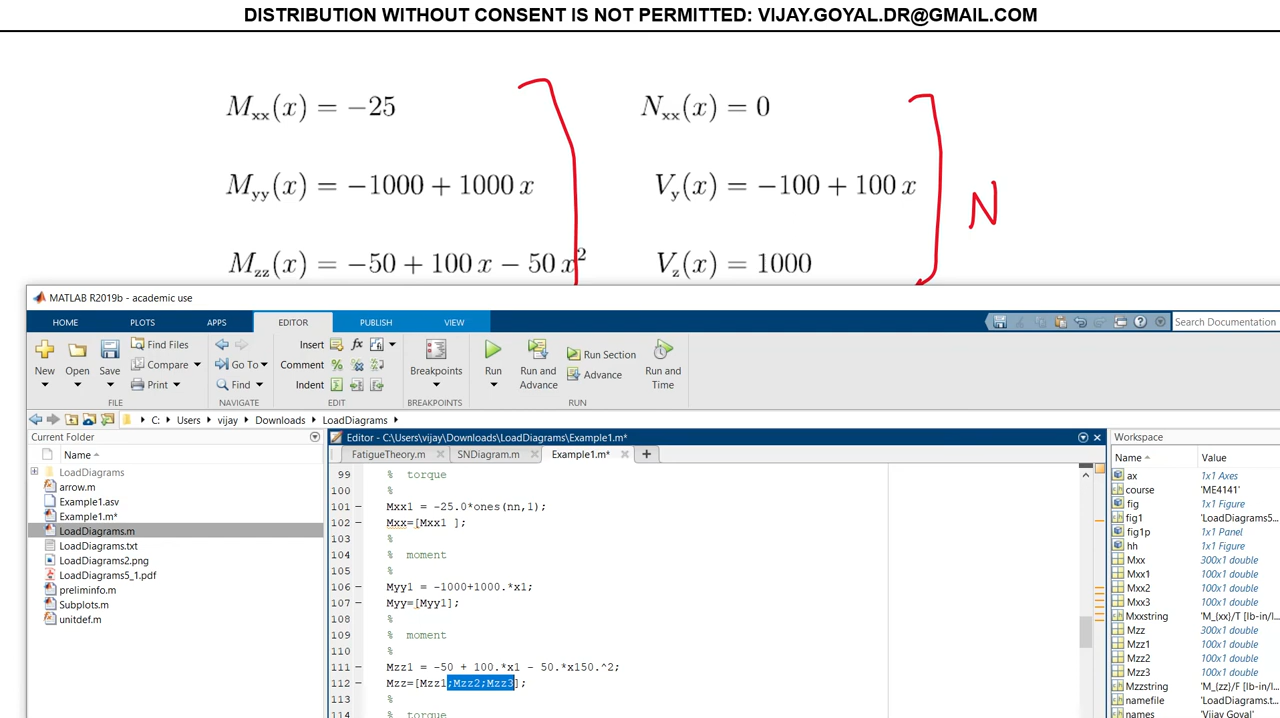 DISTRIBUTION WITHOUT CONSENT IS NOT PERMITTED: VIJAY.GOYAL.DR@GMAIL.COM
M_xx(x) = −25 N_xx(x) = 0
M_yy(x) = −1000 + 1000 x V_y(x) = −100 + 100 x N
M_zz(x) = −50 + 100 x − 50 x² V_z(x) = 1000
MATLAB R2019b - academic use
HOME PLOTS APPS EDITOR PUBLISH VIEW Search Documentation
New Open Save Find Files Compare Print Go To Find Insert Comment Indent fx Breakpoints Run Run and Advance Run Section Advance Run and Time
FILE NAVIGATE EDIT BREAKPOINTS RUN
C: Users vijay Downloads LoadDiagrams
Current Folder
Name
LoadDiagrams
arrow.m
Example1.asv
Example1.m*
LoadDiagrams.m
LoadDiagrams.txt
LoadDiagrams2.png
LoadDiagrams5_1.pdf
preliminfo.m
Subplots.m
unitdef.m
Editor - C:\Users\vijay\Downloads\LoadDiagrams\Example1.m*
FatigueTheory.m SNDiagram.m Example1.m* +
99 % torque
100 %
101 Mxx1 = -25.0*ones(nn,1);
102 Mxx=[Mxx1 ];
103 %
104 % moment
105 %
106 Myy1 = -1000+1000.*x1;
107 Myy=[Myy1];
108 %
109 % moment
110 %
111 Mzz1 = -50 + 100.*x1 - 50.*x150.^2;
112 Mzz=[Mzz1;Mzz2;Mzz3];
113 %
114 % torque
Workspace
Name Value
ax 1x1 Axes
course 'ME4141'
fig 1x1 Figure
fig1 'LoadDiagrams5...
fig1p 1x1 Panel
hh 1x1 Figure
Mxx 300x1 double
Mxx1 100x1 double
Mxx2 100x1 double
Mxx3 100x1 double
Mxxstring 'M_{xx}/T [lb-in/l...
Mzz 300x1 double
Mzz1 100x1 double
Mzz2 100x1 double
Mzz3 100x1 double
Mzzstring 'M_{zz}/F [lb-in/l...
namefile 'LoadDiagrams.t...
names 'Vijay Goyal'